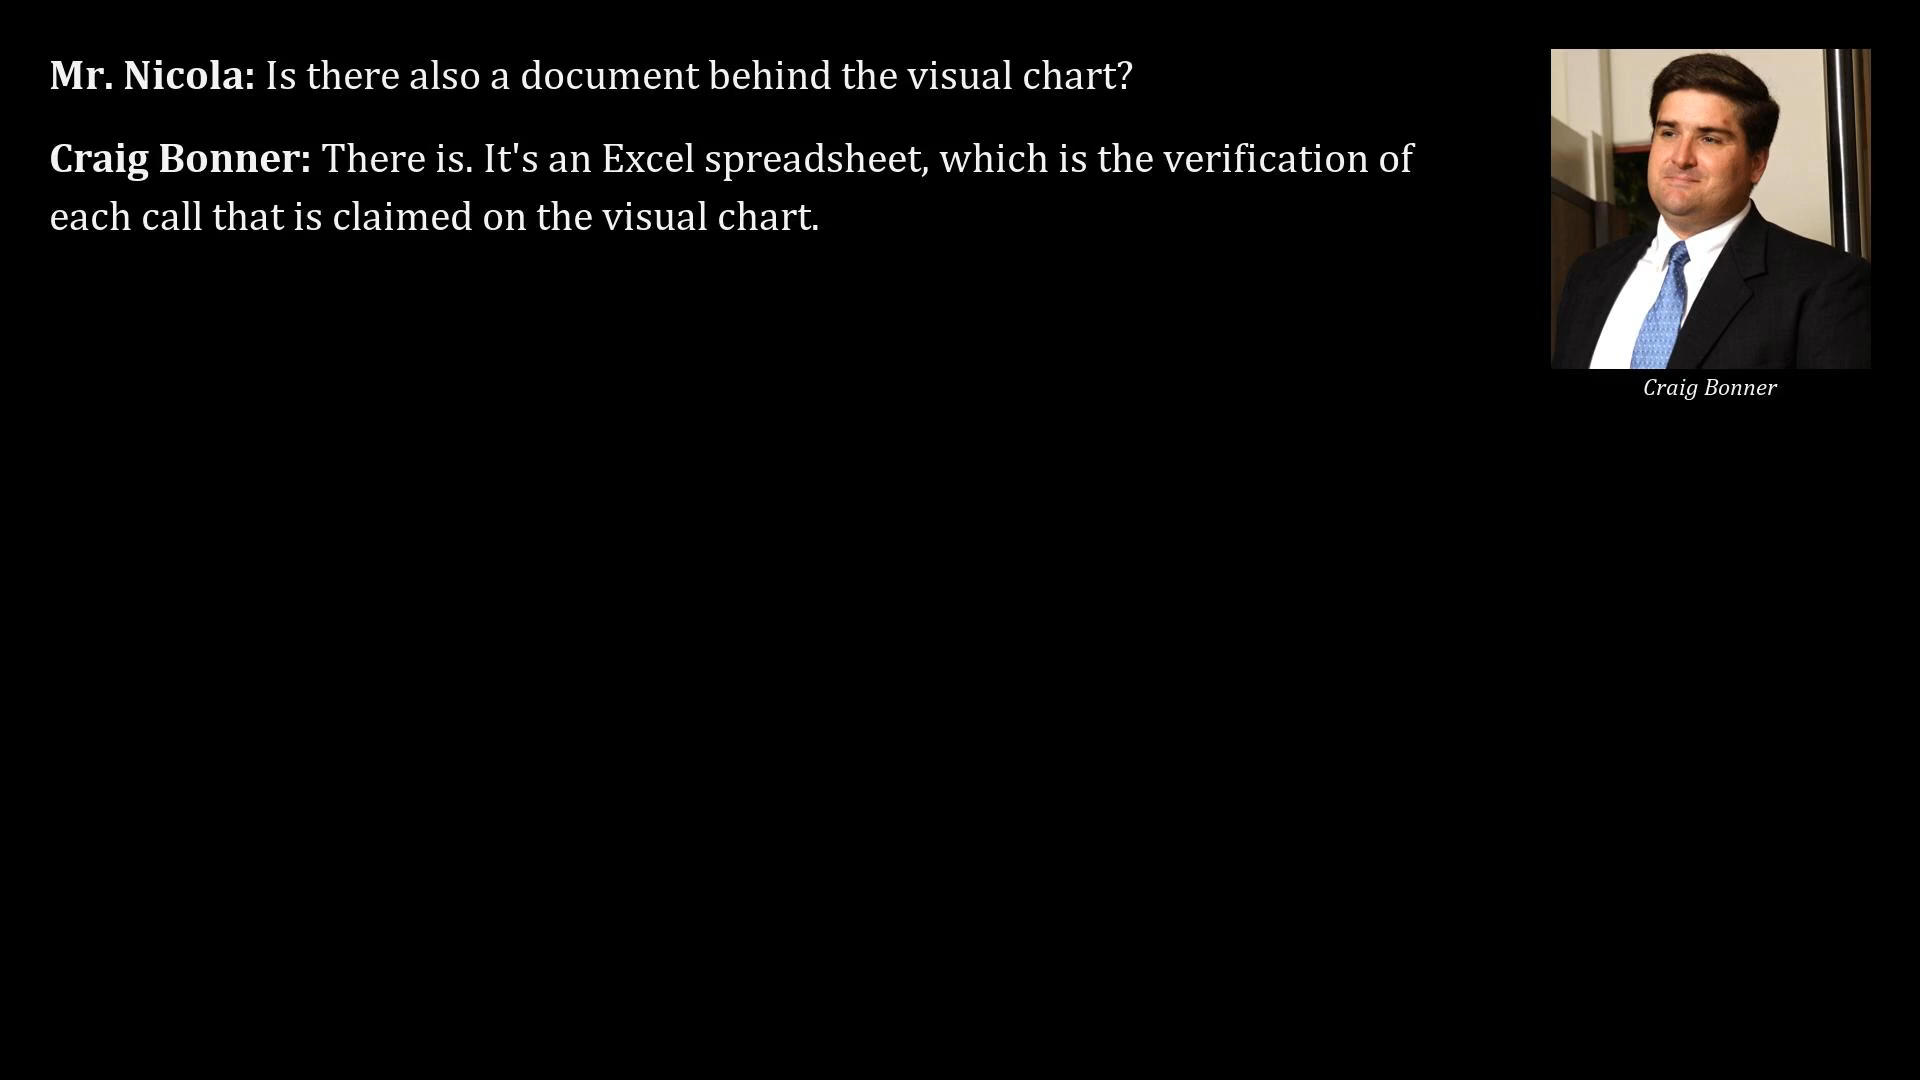 Mr. Nicola: Is there also a document behind the visual chart?
Craig Bonner: There is. It's an Excel spreadsheet, which is the verification of
each call that is claimed on the visual chart.
Craig Bonner